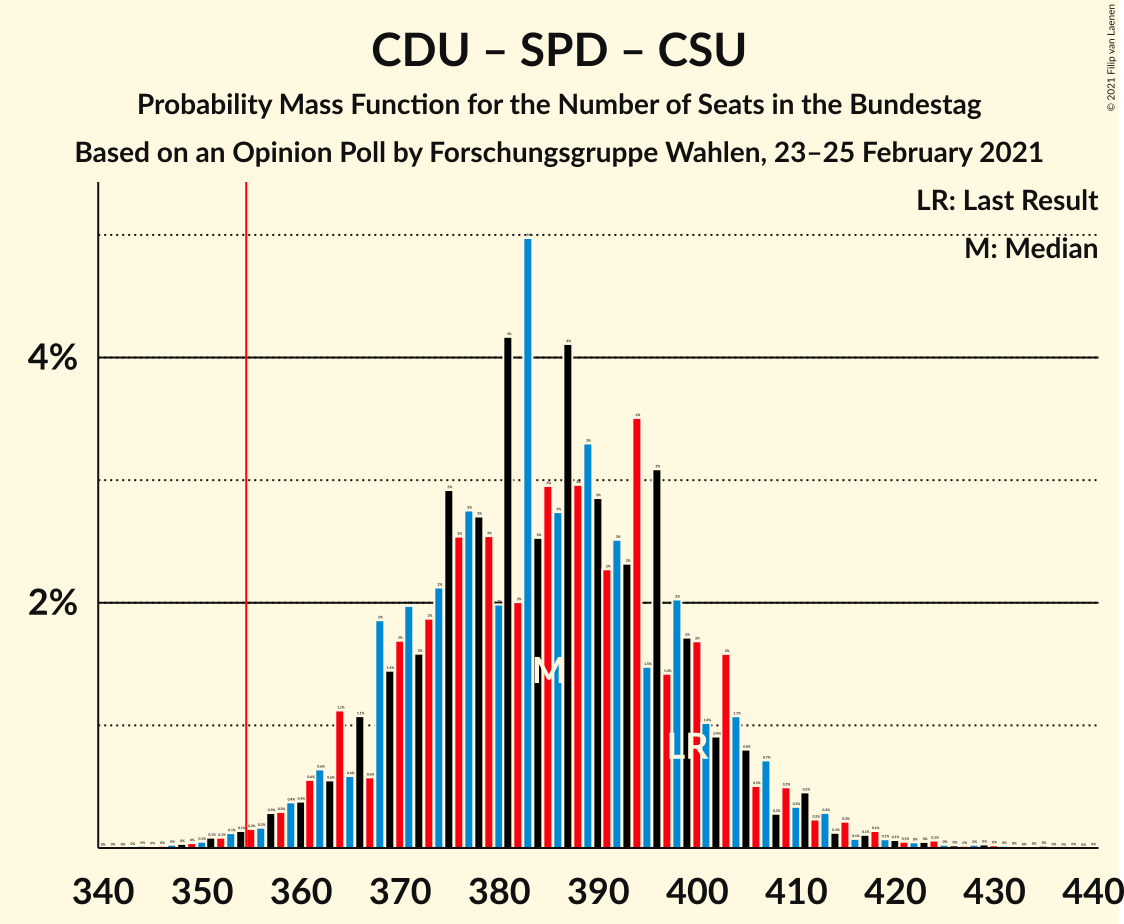 CDU – SPD – CSU
Probability Mass Function for the Number of Seats in the Bundestag
Based on an Opinion Poll by Forschungsgruppe Wahlen, 23–25 February 2021
© 2021 Filip van Laenen
LR: Last Result
M: Median
4%
2%
M
LR
340 350 360 370 380 390 400 410 420 430 440